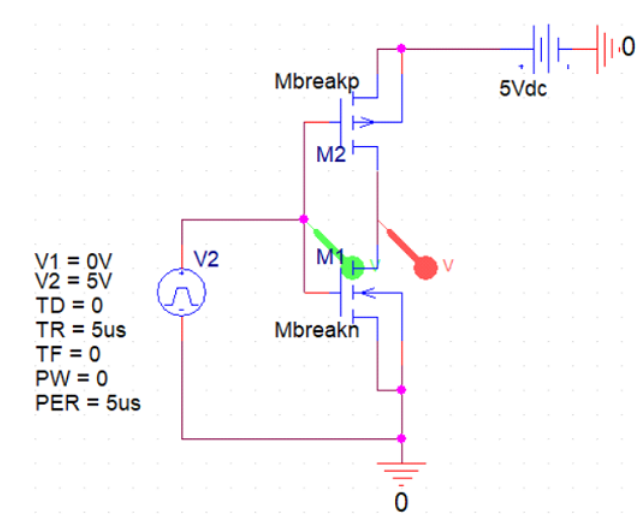 0
5Vdc
Mbreakp
M2
V2
M1
V
V
V1 = 0V
V2 = 5V
TD = 0
TR = 5us
TF = 0
PW = 0
PER = 5us
Mbreakn
0